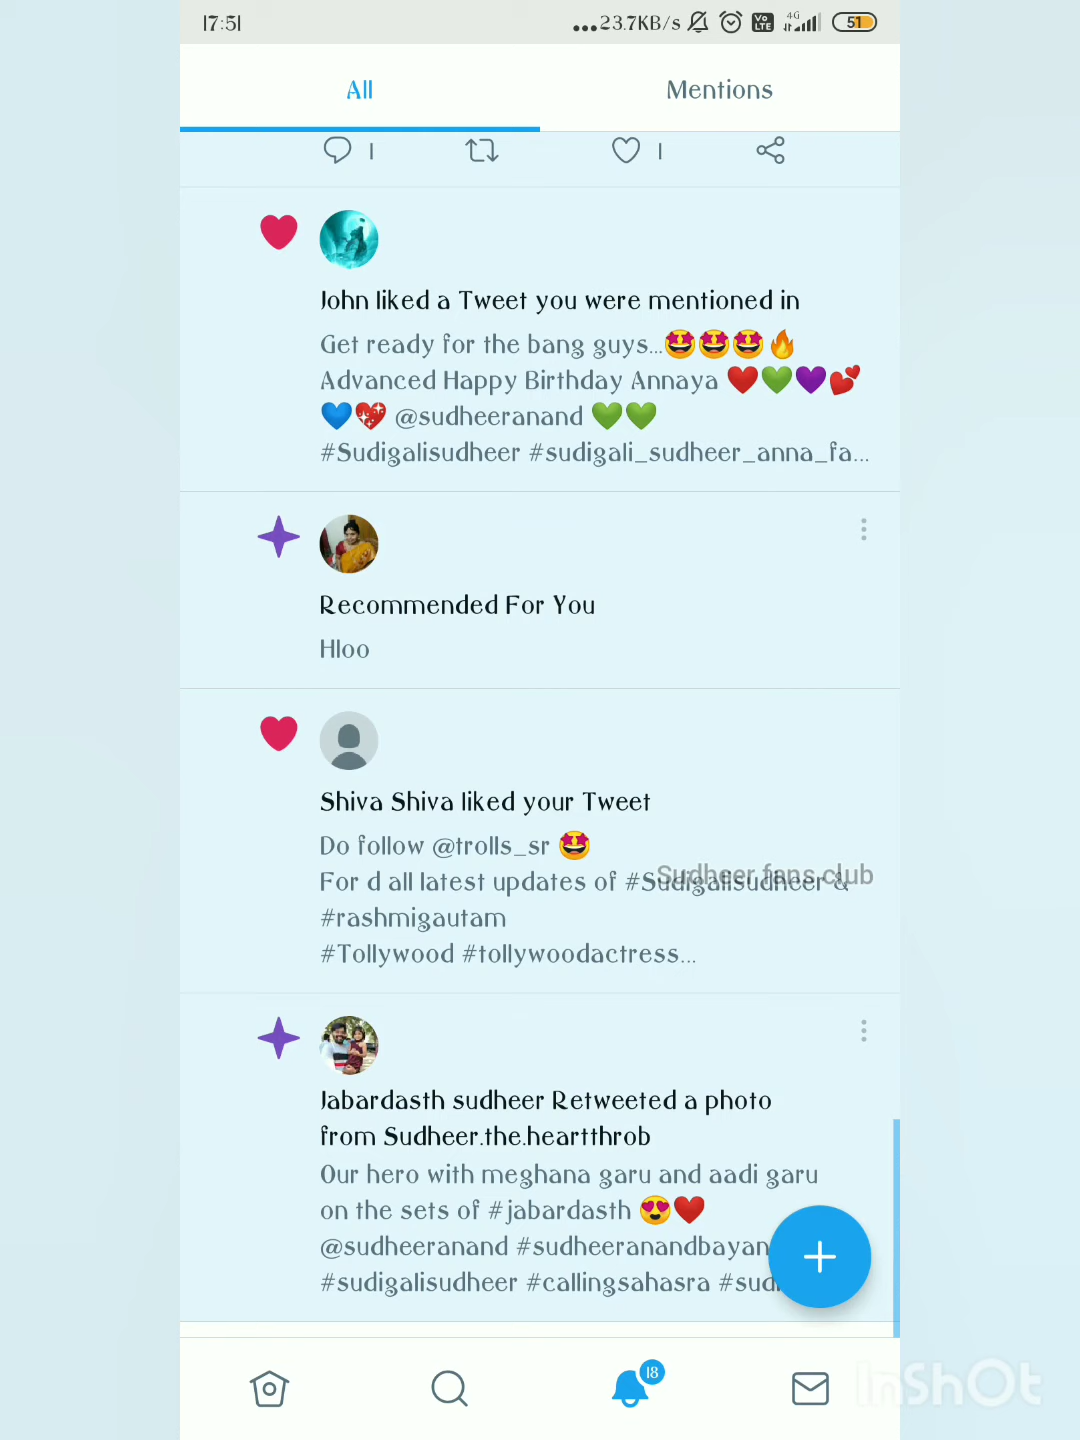 17:51 ...23.7KB/s Vo LTE 4G 51
All Mentions
1 1
John liked a Tweet you were mentioned in
Get ready for the bang guys...🤩🤩🤩🔥
Advanced Happy Birthday Annaya ❤️💚💜💕
💙💖 @sudheeranand 💚💚
#Sudigalisudheer #sudigali_sudheer_anna_fa...
Recommended For You
Hloo
Shiva Shiva liked your Tweet
Do follow @trolls_sr 🤩
For d all latest updates of #Sudigalisudheer &
Sudheer fans club
#rashmigautam
#Tollywood #tollywoodactress...
Jabardasth sudheer Retweeted a photo
from Sudheer.the.heartthrob
Our hero with meghana garu and aadi garu
on the sets of #jabardasth 😍❤️
@sudheeranand #sudheeranandbayan
#sudigalisudheer #callingsahasra #sud
18
InShOt